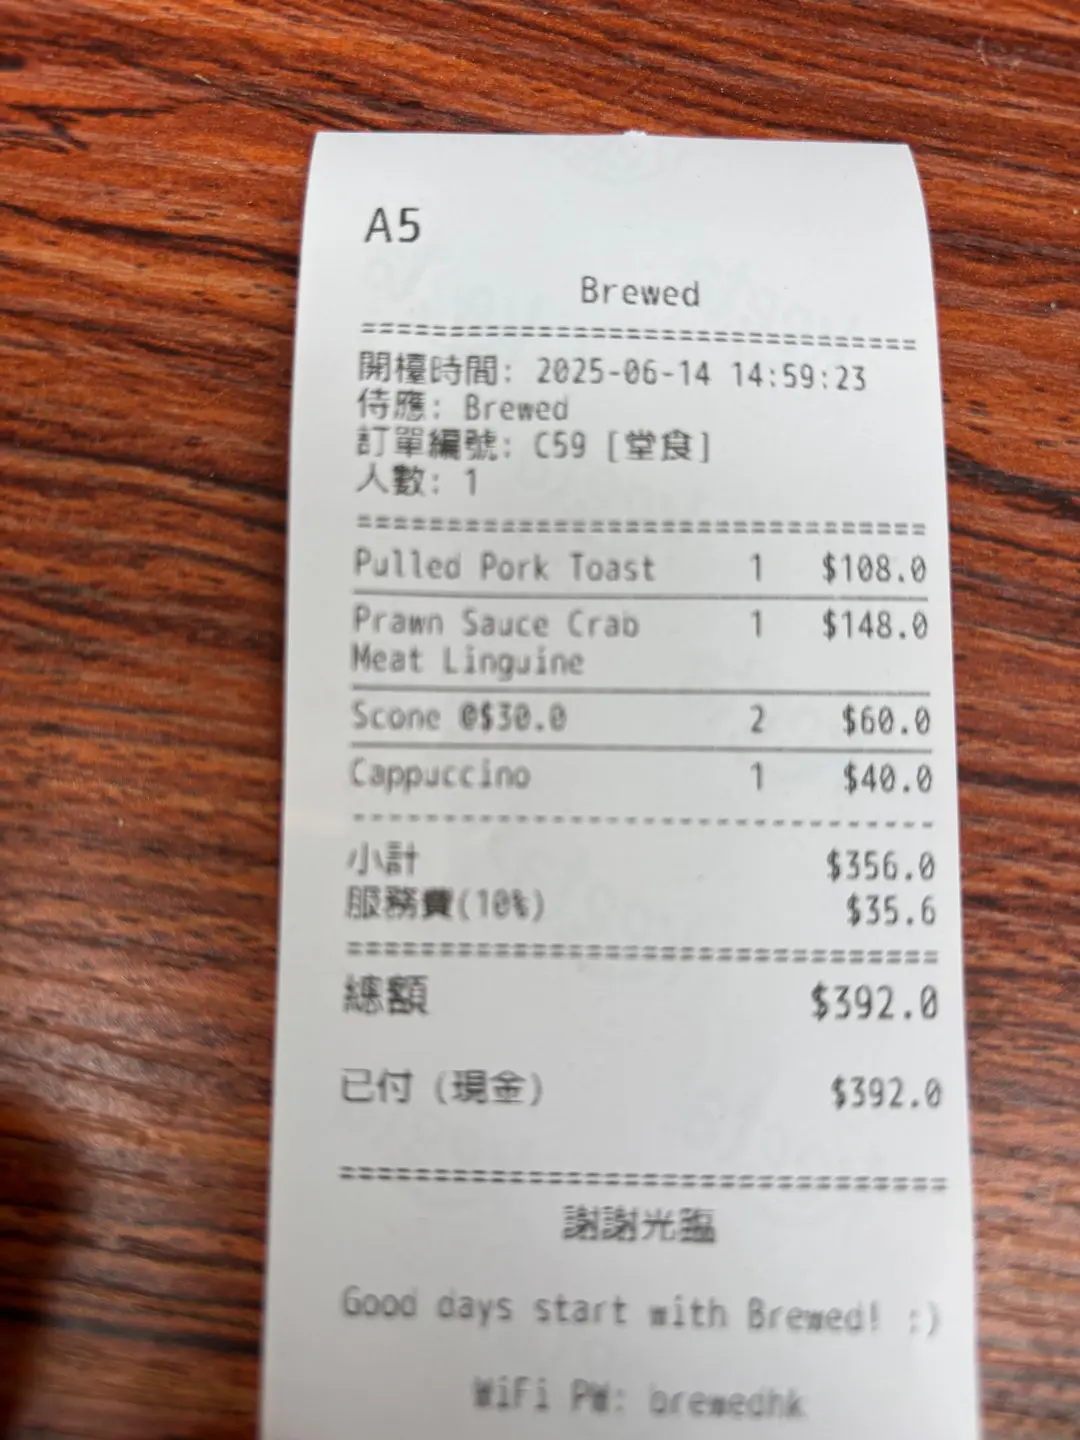 A5
Brewed
================================
開檯時間: 2025-06-14 14:59:23
侍應: Brewed
訂單編號: C59 [堂食]
人數: 1
================================
Pulled Pork Toast 1 $108.0
Prawn Sauce Crab 1 $148.0
Meat Linguine
Scone @$30.0 2 $60.0
Cappuccino 1 $40.0
--------------------------------
小計 $356.0
服務費(10%) $35.6
================================
總額 $392.0
已付 (現金) $392.0
================================
謝謝光臨
Good days start with Brewed! :)
WiFi PW: brewedhk